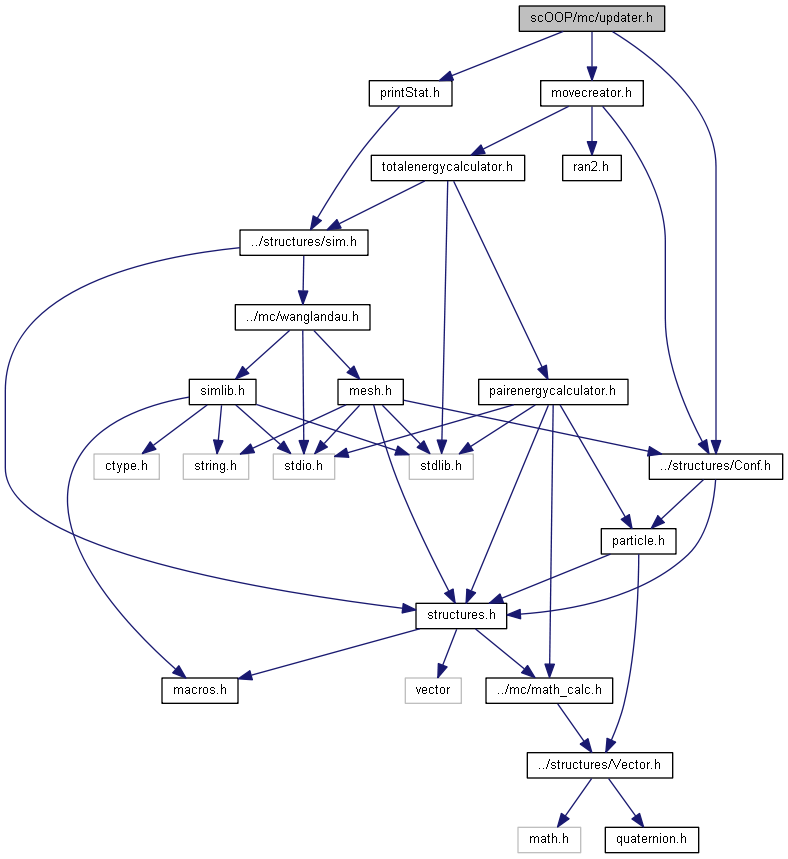 scOOP/mc/updater.h
printStat.h
movecreator.h
totalenergycalculator.h
ran2.h
../structures/sim.h
../mc/wanglandau.h
simlib.h
mesh.h
pairenergycalculator.h
ctype.h
string.h
stdio.h
stdlib.h
../structures/Conf.h
particle.h
structures.h
macros.h
vector
../mc/math_calc.h
../structures/Vector.h
math.h
quaternion.h